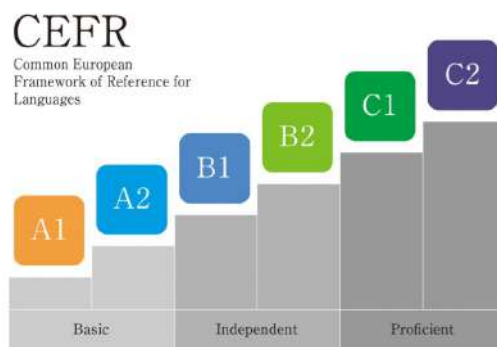 CEFR
Common European
Framework of Reference for
Languages
A1
A2
B1
B2
C1
C2
Basic
Independent
Proficient